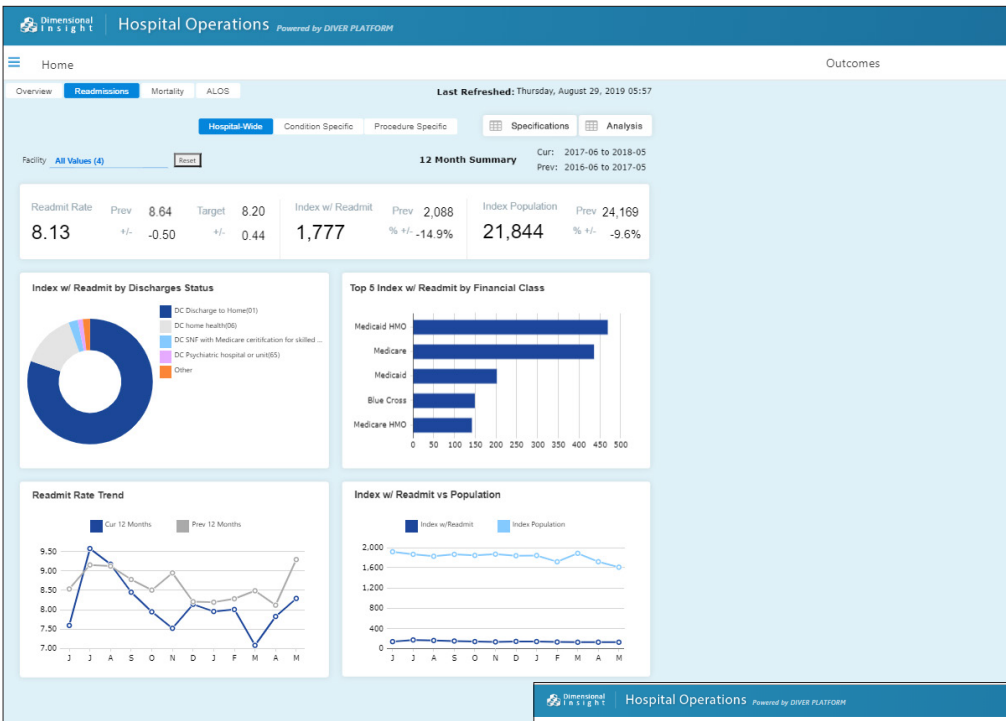 Dimensional Insight Hospital Operations Powered by DIVER PLATFORM
Home Outcomes
Overview Readmissions Mortality ALOS Last Refreshed: Thursday, August 29, 2019 05:57
Hospital-Wide Condition Specific Procedure Specific Specifications Analysis
Facility All Values (4) Reset 12 Month Summary Cur: 2017-06 to 2018-05
Prev: 2016-06 to 2017-05
Readmit Rate Prev 8.64 Target 8.20 Index w/ Readmit Prev 2,088 Index Population Prev 24,169
8.13 +/- -0.50 +/- 0.44 1,777 % +/- -14.9% 21,844 % +/- -9.6%
Index w/ Readmit by Discharges Status
DC Discharge to Home(01)
DC home health(06)
DC SNF with Medicare ceritifcation for skilled ...
DC Psychiatric hospital or unit(65)
Other
Top 5 Index w/ Readmit by Financial Class
Medicaid HMO
Medicare
Medicaid
Blue Cross
Medicare HMO
0 50 100 150 200 250 300 350 400 450 500
Readmit Rate Trend
Cur 12 Months Prev 12 Months
9.50
9.00
8.50
8.00
7.50
7.00
J J A S O N D J F M A M
Index w/ Readmit vs Population
Index w/Readmit Index Population
2,000
1,600
1,200
800
400
0
J J A S O N D J F M A M
Dimensional Insight Hospital Operations Powered by DIVER PLATFORM